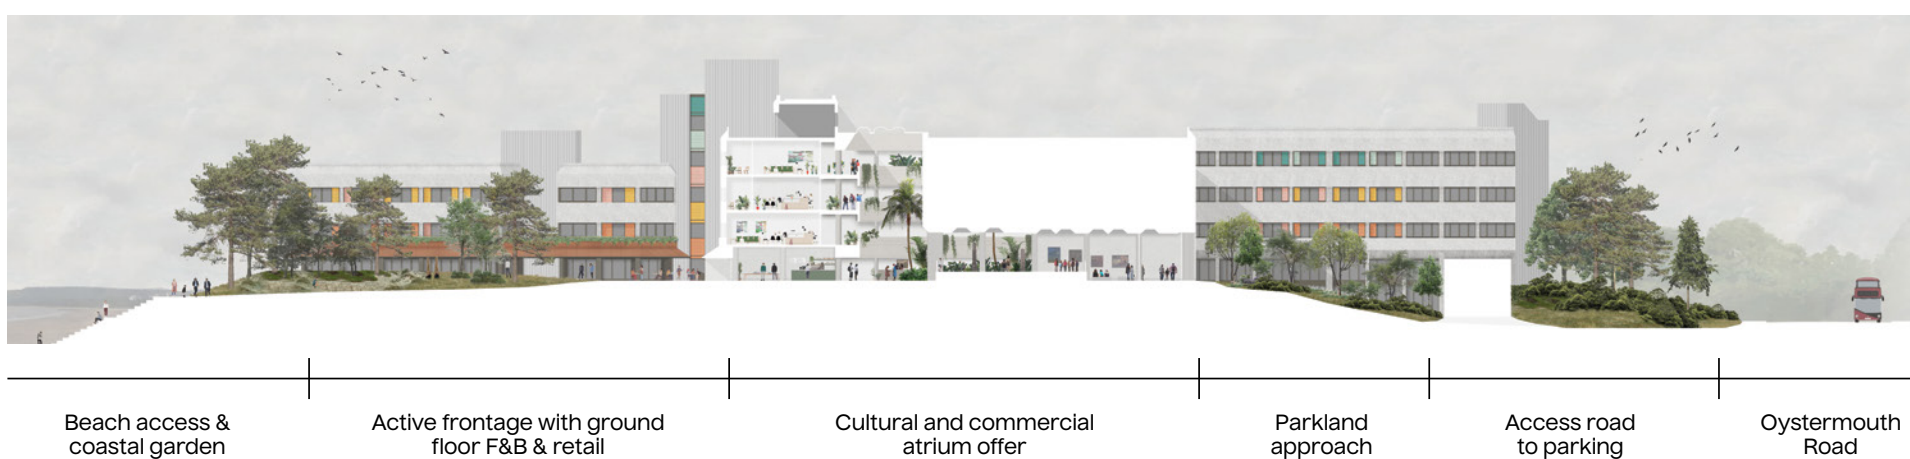 Beach access &
coastal garden
Active frontage with ground
floor F&B & retail
Cultural and commercial
atrium offer
Parkland
approach
Access road
to parking
Oystermouth
Road